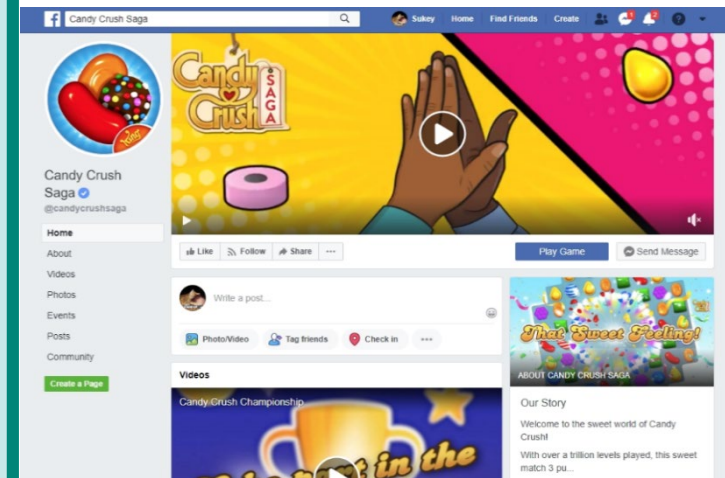 Candy Crush Saga
Sukey Home Find Friends Create
Candy
Crush
SAGA
King
Candy Crush
Saga
@candycrushsaga
Home
About
Videos
Photos
Events
Posts
Community
Create a Page
Like Follow Share ...
Play Game Send Message
Write a post...
Photo/Video Tag friends Check in ...
Videos
Candy Crush Championship
in the
That Sweet Feeling!
ABOUT CANDY CRUSH SAGA
Our Story
Welcome to the sweet world of Candy
Crush!
With over a trillion levels played, this sweet
match 3 pu...